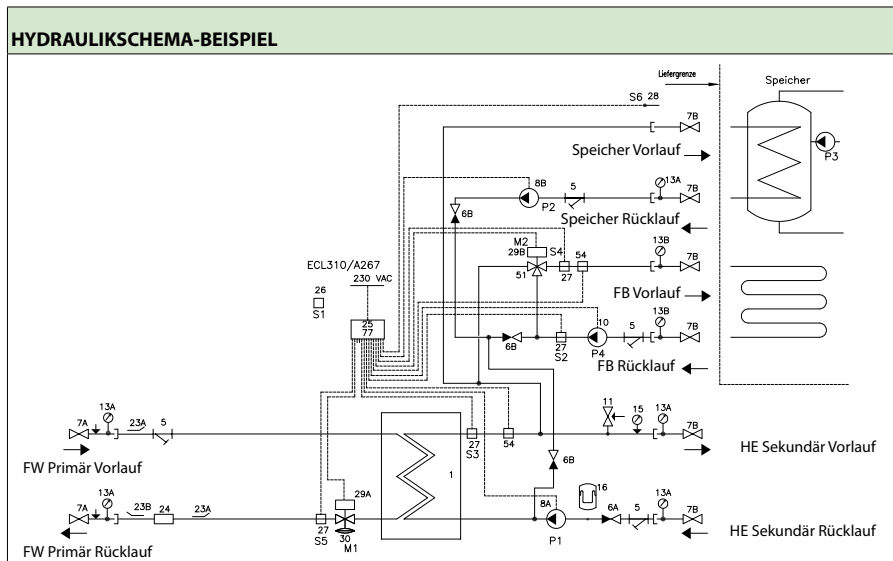 HYDRAULIKSCHEMA-BEISPIEL
Liefergrenze
Speicher
S6 28
7B
Speicher Vorlauf
P3
8B
5
13A
7B
P2
6B
Speicher Rücklauf
M2
29B
S4
54
13B
7B
51
27
ECL310/A267
230 VAC
26
S1
25
77
FB Vorlauf
10
5
13B
7B
6B
27
S2
P4
FB Rücklauf
7A
13A
23A
5
27
S3
54
11
15
13A
7B
FW Primär Vorlauf
1
6B
HE Sekundär Vorlauf
7A
13A
23B
24
23A
29A
8A
16
6A
5
13A
7B
27
S5
30
M1
P1
FW Primär Rücklauf
HE Sekundär Rücklauf